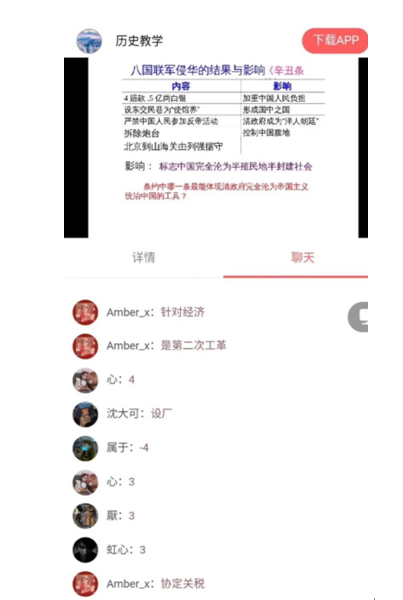 历史教学
下载APP
八国联军侵华的结果与影响《辛丑条
内容 影响
4赔款 .5 亿两白银 加重中国人民负担
设东交民巷为"使馆界" 形成国中之国
严禁中国人民参加反帝活动 清政府成为"洋人朝廷"
拆除炮台 控制中国腹地
北京到山海关由列强据守
影响：标志中国完全沦为半殖民地半封建社会
条约中哪一条最能体现清政府完全沦为帝国主义
统治中国的工具？
详情
聊天
Amber_x：针对经济
Amber_x：是第二次工革
心：4
沈大可：设厂
属于：-4
心：3
厭：3
虹心：3
Amber_x：协定关税